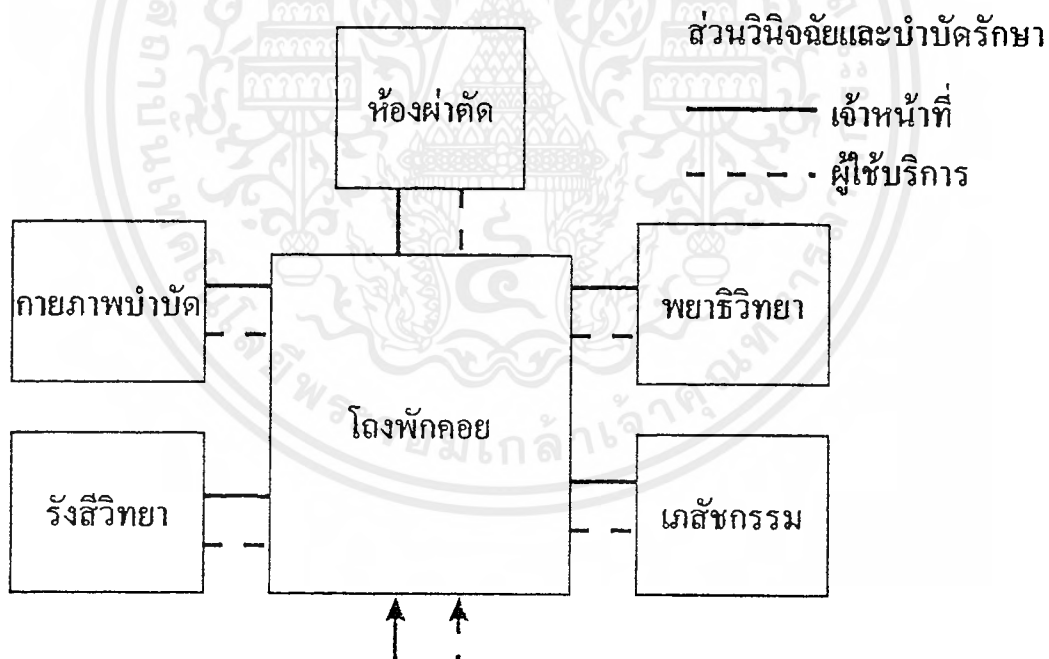 ส่วนวินิจฉัยและบำบัดรักษา
เจ้าหน้าที่
ผู้ใช้บริการ
ห้องผ่าตัด
กายภาพบำบัด
พยาธิวิทยา
โถงพักคอย
รังสีวิทยา
เภสัชกรรม